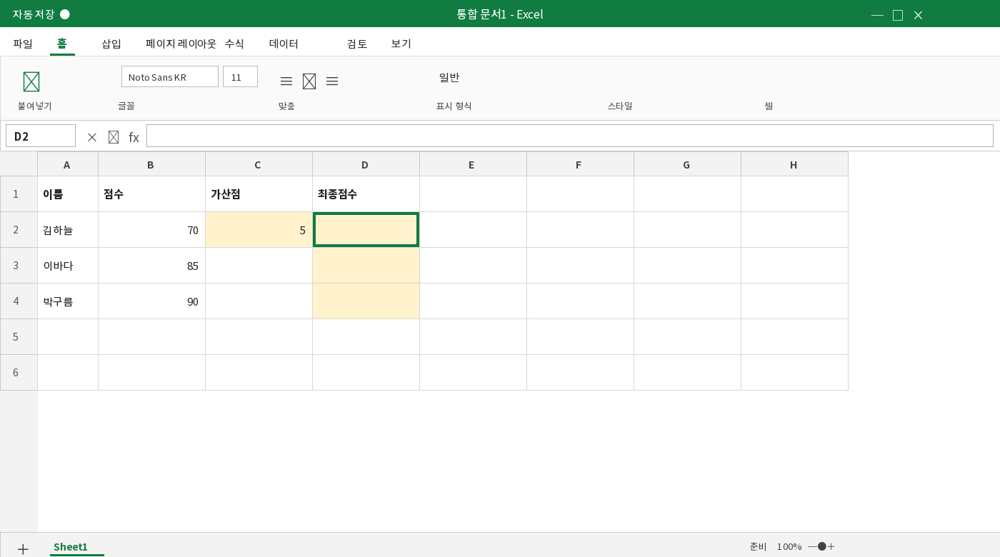 자동 저장 통합 문서1 - Excel
파일 홈 삽입 페이지 레이아웃 수식 데이터 검토 보기
Noto Sans KR 11 일반
붙여넣기 글꼴 맞춤 표시 형식 스타일 셀
D2 fx
A B C D E F G H
1 이름 점수 가산점 최종점수
2 김하늘 70 5
3 이바다 85
4 박구름 90
5
6
Sheet1 준비 100%